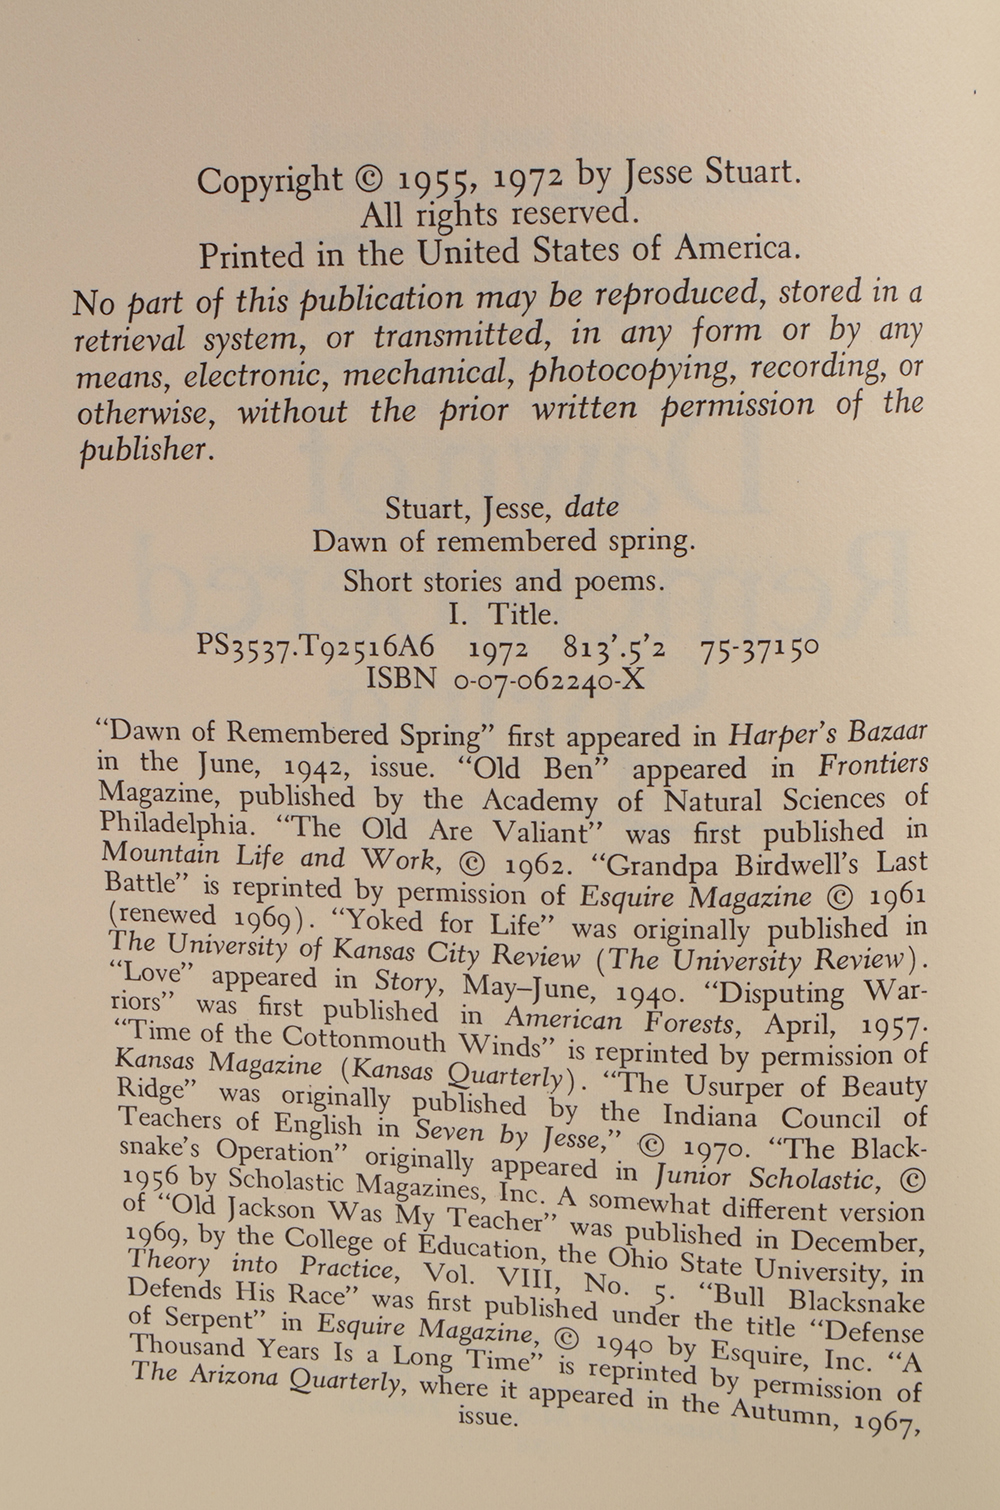 Copyright © 1955, 1972 by Jesse Stuart.
All rights reserved.
Printed in the United States of America.
No part of this publication may be reproduced, stored in a
retrieval system, or transmitted, in any form or by any
means, electronic, mechanical, photocopying, recording, or
otherwise, without the prior written permission of the
publisher.
Stuart, Jesse, date
Dawn of remembered spring.
Short stories and poems.
I. Title.
PS3537.T92516A6 1972 813'.5'2 75-37150
ISBN 0-07-062240-X
“Dawn of Remembered Spring” first appeared in Harper's Bazaar
in the June, 1942, issue. “Old Ben” appeared in Frontiers
Magazine, published by the Academy of Natural Sciences of
Philadelphia. “The Old Are Valiant” was first published in
Mountain Life and Work, © 1962. “Grandpa Birdwell's Last
Battle” is reprinted by permission of Esquire Magazine © 1961
(renewed 1969). “Yoked for Life” was originally published in
The University of Kansas City Review (The University Review).
“Love” appeared in Story, May–June, 1940. “Disputing War-
riors” was first published in American Forests, April, 1957.
“Time of the Cottonmouth Winds” is reprinted by permission of
Kansas Magazine (Kansas Quarterly). “The Usurper of Beauty
Ridge” was originally published by the Indiana Council of
Teachers of English in Seven by Jesse,” © 1970. “The Black-
snake's Operation” originally appeared in Junior Scholastic, ©
1956 by Scholastic Magazines, Inc. A somewhat different version
of “Old Jackson Was My Teacher” was published in December,
1969, by the College of Education, the Ohio State University, in
Theory into Practice, Vol. VIII, No. 5. “Bull Blacksnake
Defends His Race” was first published under the title “Defense
of Serpent” in Esquire Magazine, © 1940 by Esquire, Inc. “A
Thousand Years Is a Long Time” is reprinted by permission of
The Arizona Quarterly, where it appeared in the Autumn, 1967,
issue.